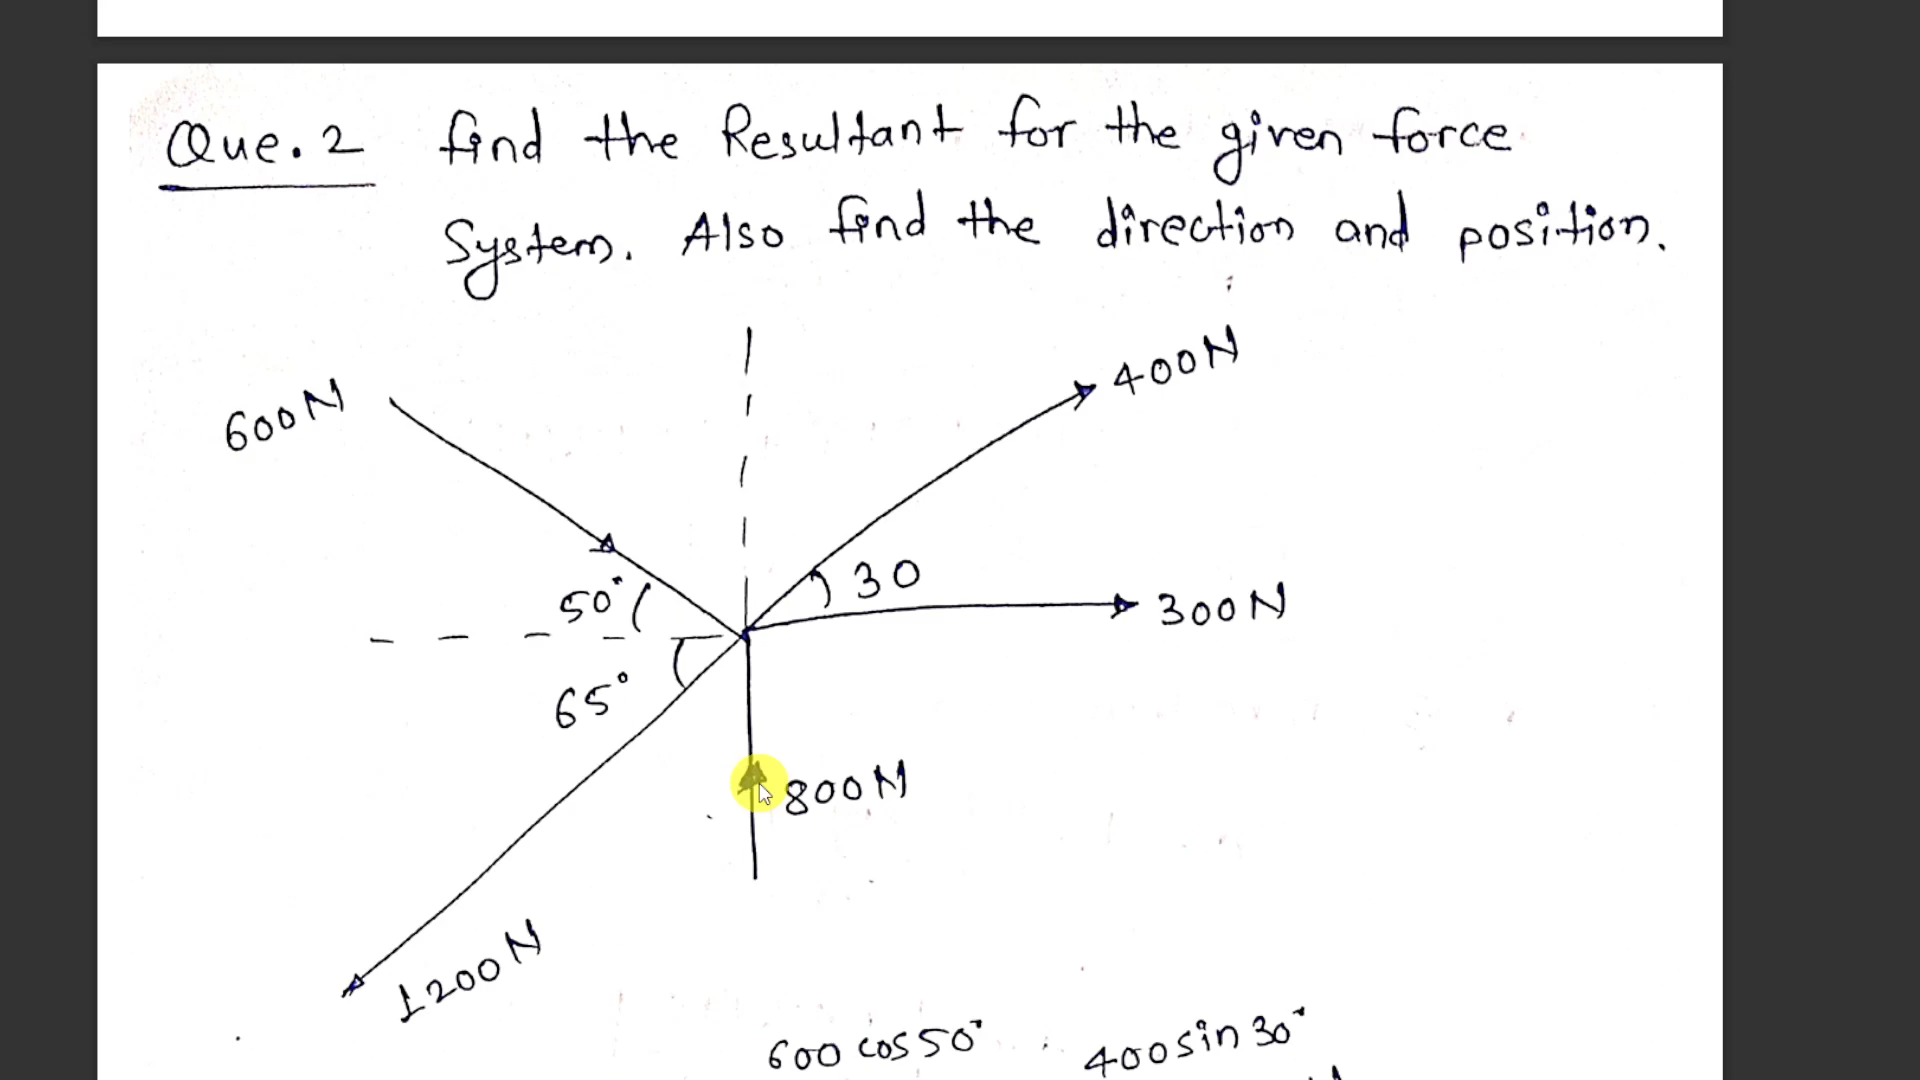 Que. 2 find the Resultant for the given force
System. Also find the direction and position.
600N
400N
50°
30
300N
65°
800N
1200N
600 cos 50°
400 sin 30°